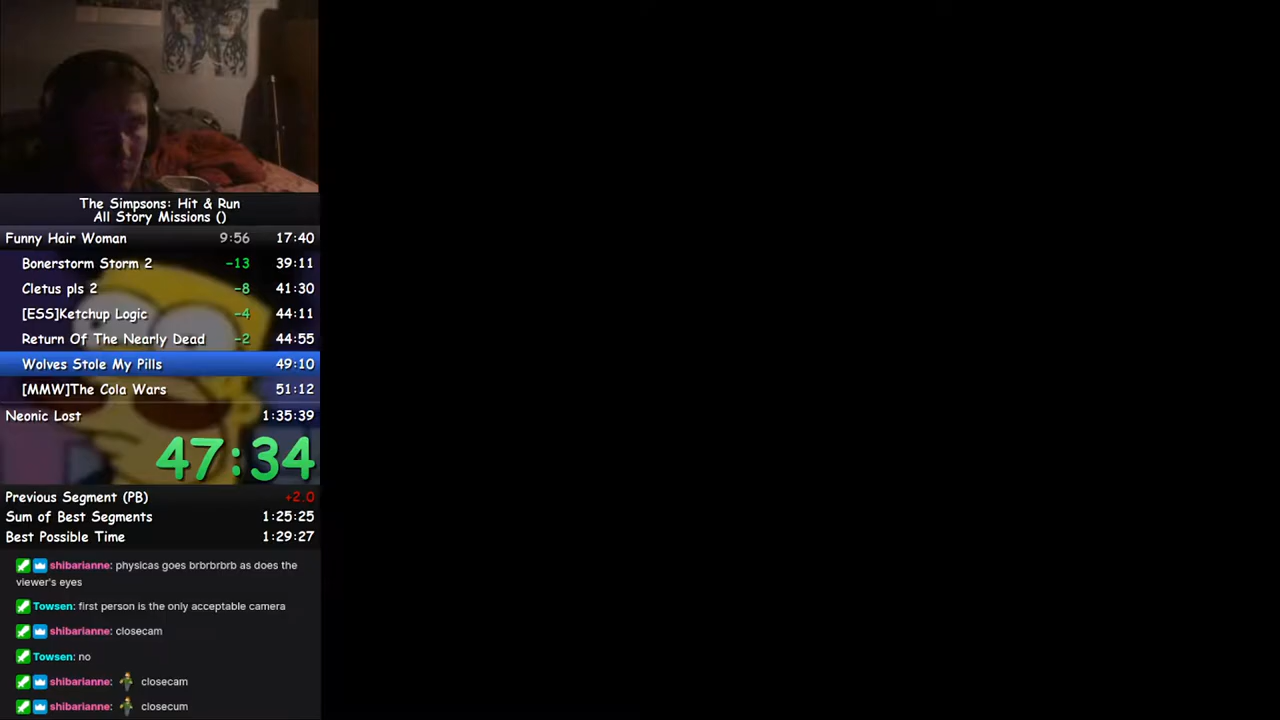 The Simpsons: Hit & Run
All Story Missions ()
Funny Hair Woman 9:56 17:40
Bonerstorm Storm 2 -13 39:11
Cletus pls 2 -8 41:30
[ESS]Ketchup Logic -4 44:11
Return Of The Nearly Dead -2 44:55
Wolves Stole My Pills 49:10
[MMW]The Cola Wars 51:12
Neonic Lost 1:35:39
47:34
Previous Segment (PB) +2.0
Sum of Best Segments 1:25:25
Best Possible Time 1:29:27
shibarianne: physicas goes brbrbrbrb as does the
viewer's eyes
Towsen: first person is the only acceptable camera
shibarianne: closecam
Towsen: no
shibarianne: closecam
shibarianne: closecum